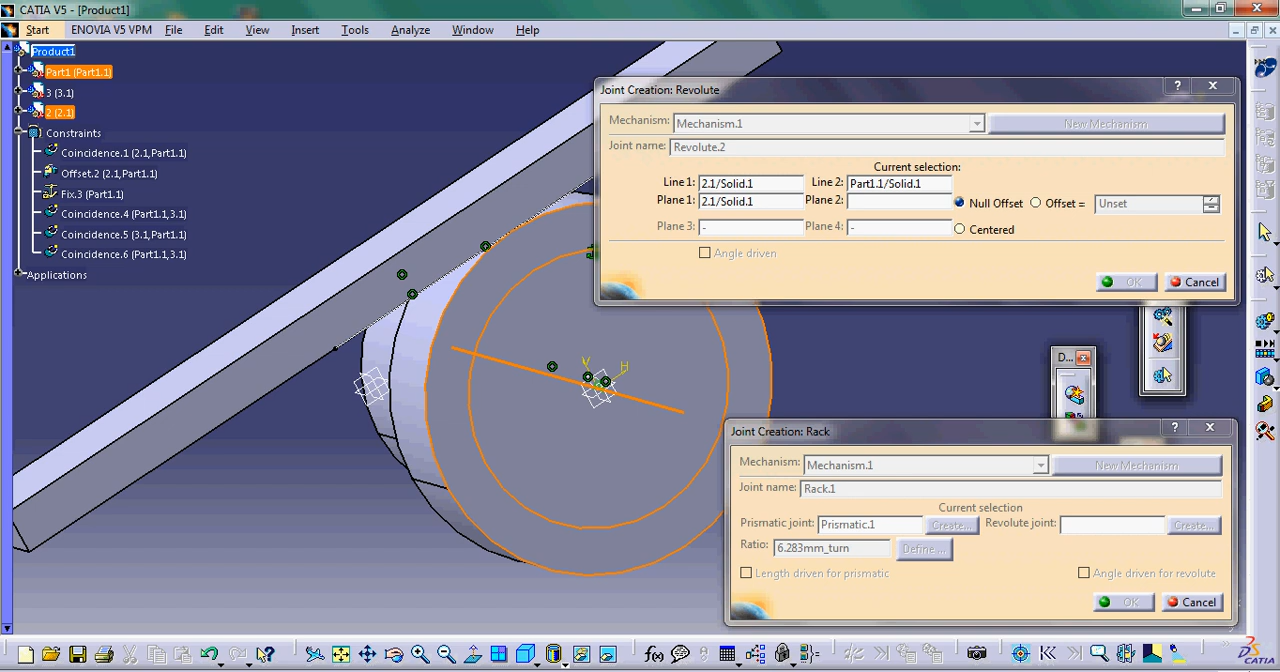 CATIA V5 - [Product1]
Start ENOVIA V5 VPM File Edit View Insert Tools Analyze Window Help
Product1
Part1 (Part1.1)
3 (3.1)
2 (2.1)
Constraints
Coincidence.1 (2.1,Part1.1)
Offset.2 (2.1,Part1.1)
Fix.3 (Part1.1)
Coincidence.4 (Part1.1,3.1)
Coincidence.5 (3.1,Part1.1)
Coincidence.6 (Part1.1,3.1)
Applications
V H
Joint Creation: Revolute ?
Mechanism: Mechanism.1 New Mechanism
Joint name: Revolute.2
Current selection:
Line 1: 2.1/Solid.1 Line 2: Part1.1/Solid.1
Plane 1: 2.1/Solid.1 Plane 2: Null Offset Offset = Unset
Plane 3: - Plane 4: - Centered
Angle driven
OK Cancel
D...
Joint Creation: Rack ?
Mechanism: Mechanism.1 New Mechanism
Joint name: Rack.1
Current selection
Prismatic joint: Prismatic.1 Create... Revolute joint: Create...
Ratio: 6.283mm_turn Define ...
Length driven for prismatic Angle driven for revolute
OK Cancel
f(x)
DS CATIA